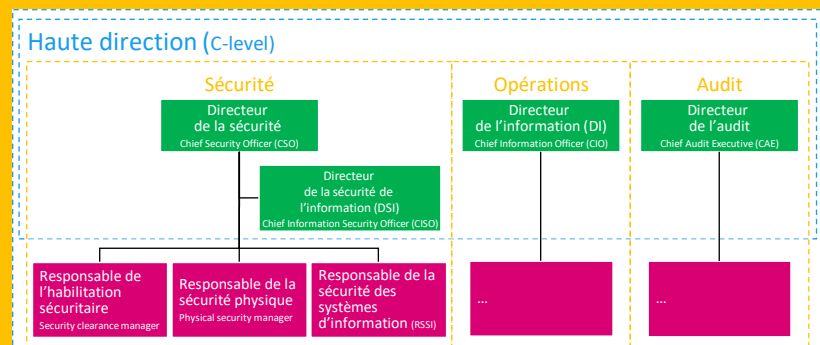 Haute direction (C-level)
Sécurité
Opérations
Audit
Directeur
de la sécurité
Chief Security Officer (CSO)
Directeur
de l’information (DI)
Chief Information Officer (CIO)
Directeur
de l’audit
Chief Audit Executive (CAE)
Directeur
de la sécurité de
l’information (DSI)
Chief Information Security Officer (CISO)
Responsable de
l’habilitation
sécuritaire
Security clearance manager
Responsable de la
sécurité physique
Physical security manager
Responsable de la
sécurité des
systèmes
d’information (RSSI)
...
...